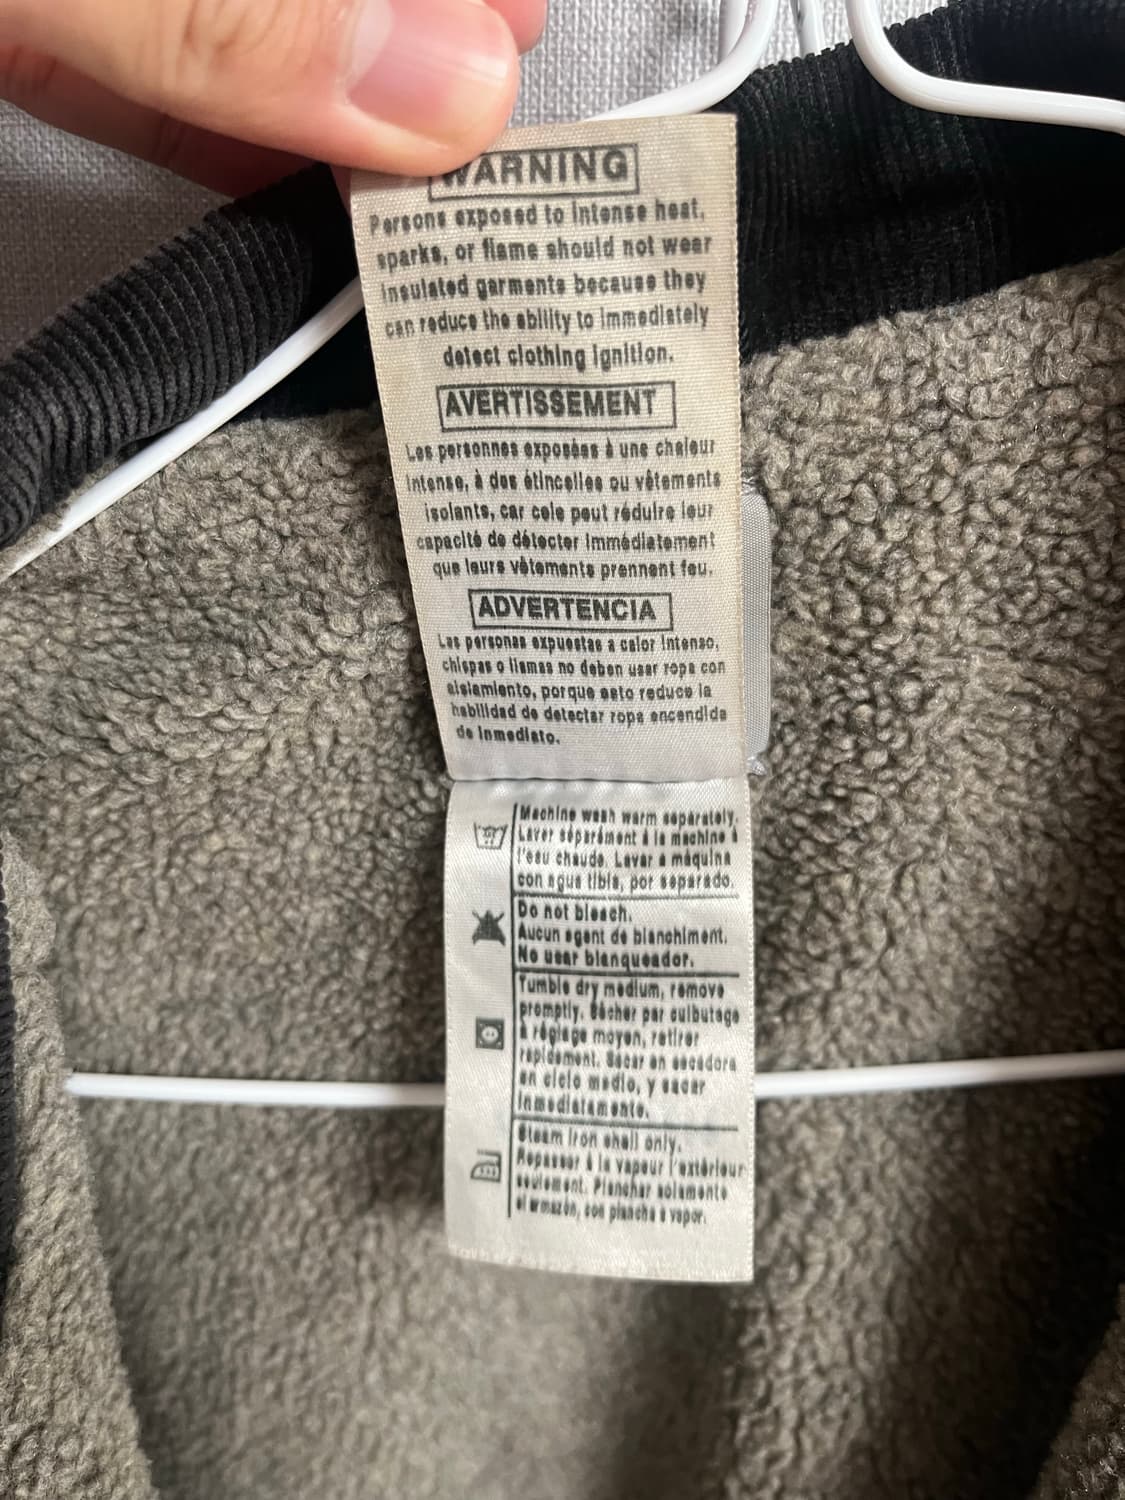 WARNING
Persons exposed to intense heat,
sparks, or flame should not wear
insulated garments because they
can reduce the ability to immediately
detect clothing ignition.
AVERTISSEMENT
Les personnes exposées à une chaleur
intense, à des étincelles ou vêtements
isolants, car cela peut réduire leur
capacité de détecter immédiatement
que leurs vêtements prennent feu.
ADVERTENCIA
Las personas expuestas a calor intenso,
chispas o llamas no deben usar ropa con
aislamiento, porque esto reduce la
habilidad de detectar ropa encendida
de inmediato.
Machine wash warm separately.
Laver séparément à la machine à
l'eau chaude. Lavar a máquina
con agua tibia, por separado.
Do not bleach.
Aucun agent de blanchiment.
No usar blanqueador.
Tumble dry medium, remove
promptly. Sécher par culbutage
à réglage moyen, retirer
rapidement. Sacar en secadora
en ciclo medio, y sacar
inmediatamente.
Steam iron shell only.
Repasser à la vapeur l'extérieur
seulement. Planchar solamente
el armazón, con plancha a vapor.